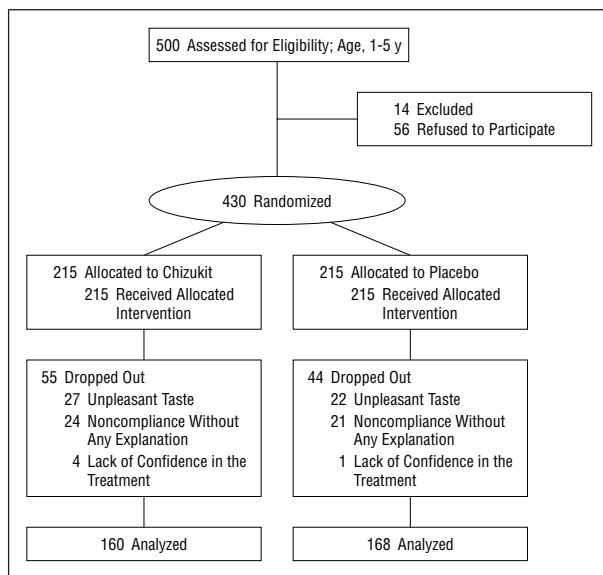 500 Assessed for Eligibility; Age, 1-5 y
14 Excluded
56 Refused to Participate
430 Randomized
215 Allocated to Chizukit
215 Received Allocated
Intervention
215 Allocated to Placebo
215 Received Allocated
Intervention
55 Dropped Out
27 Unpleasant Taste
24 Noncompliance Without
Any Explanation
4 Lack of Confidence in the
Treatment
44 Dropped Out
22 Unpleasant Taste
21 Noncompliance Without
Any Explanation
1 Lack of Confidence in the
Treatment
160 Analyzed
168 Analyzed